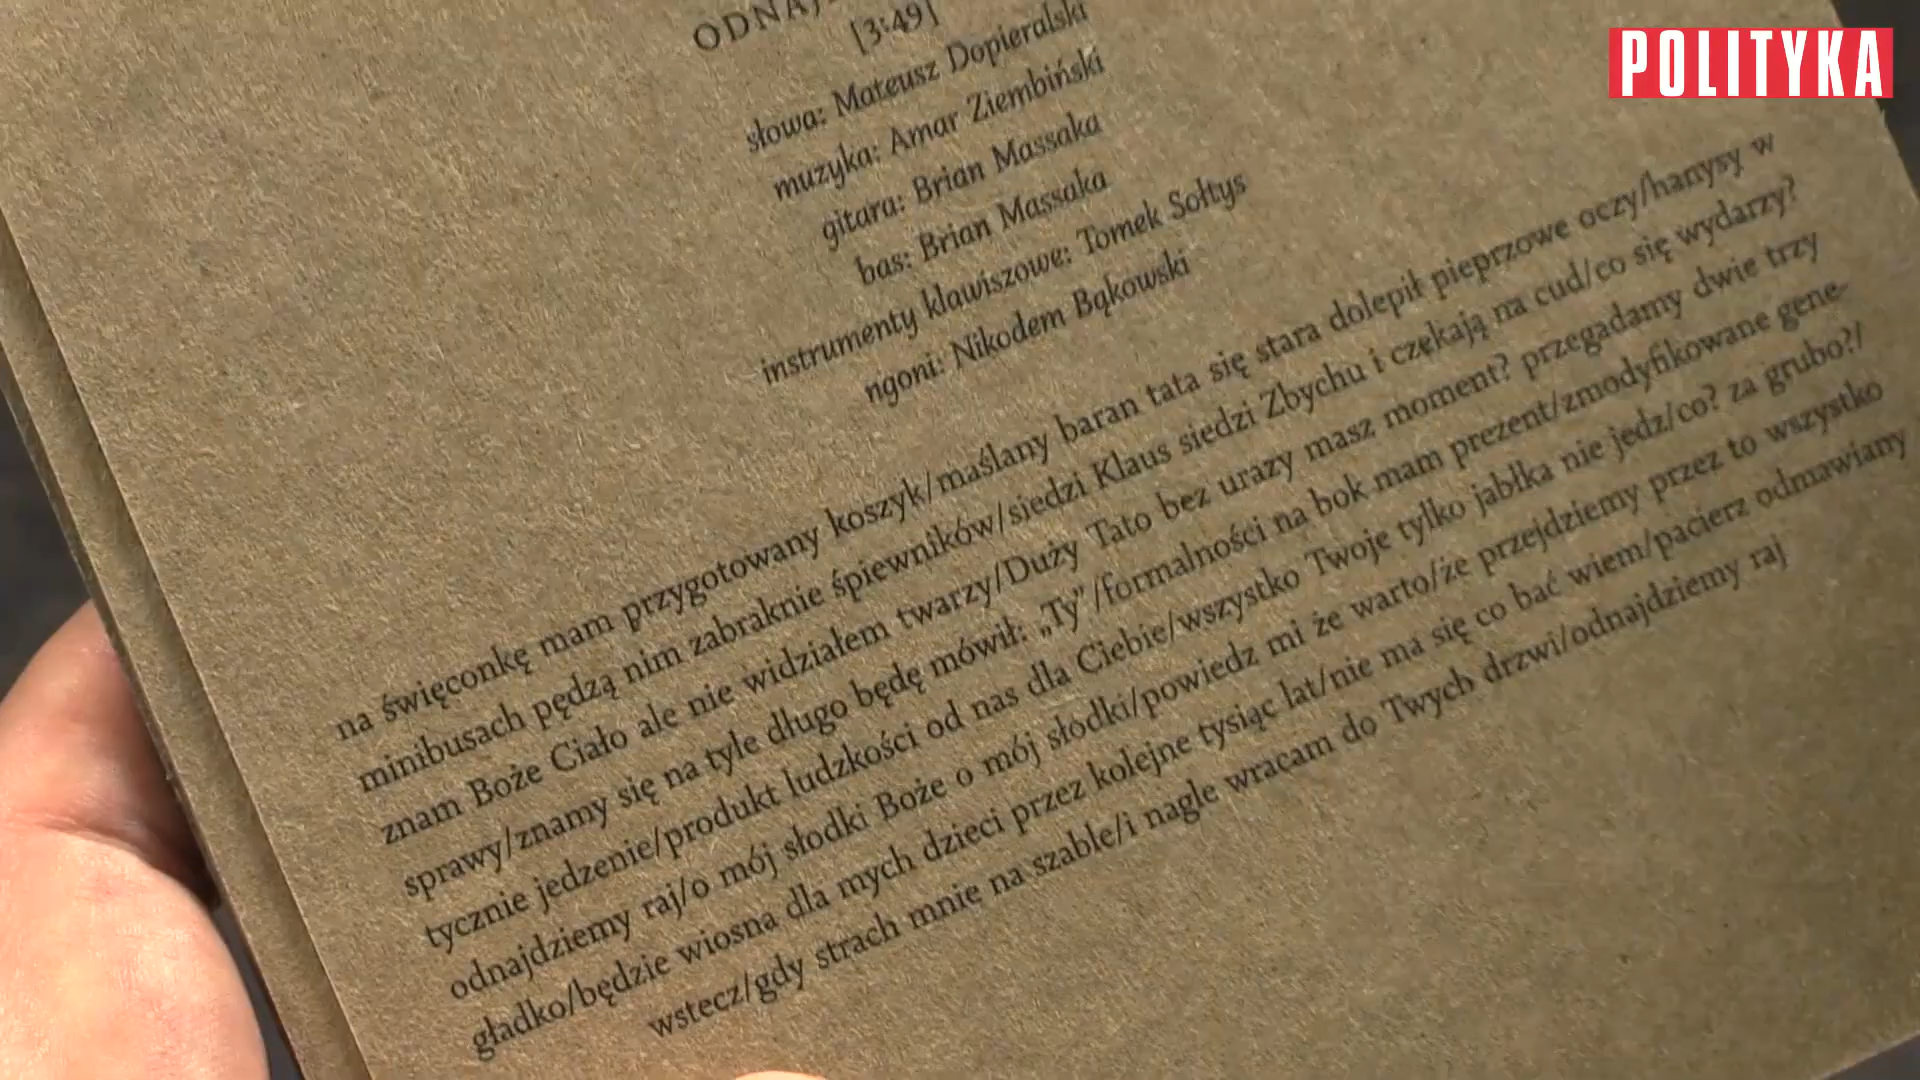 POLITYKA
[3:49]
słowa: Mateusz Dopieralski
muzyka: Amar Ziembiński
gitara: Brian Massaka
bas: Brian Massaka
instrumenty klawiszowe: Tomek Sołtys
ngoni: Nikodem Bąkowski
na święconkę mam przygotowany koszyk/maślany baran tata się stara dolepił pieprzowe oczy/hanysy w
minibusach pędzą nim zabraknie śpiewników/siedzi Klaus siedzi Zbychu i czekają na cud/co się wydarzy?
znam Boże Ciało ale nie widziałem twarzy/Duży Tato bez urazy masz moment? przegadamy dwie trzy
sprawy/znamy się na tyle długo będę mówił: „Ty”/formalności na bok mam prezent/zmodyfikowane gene-
tycznie jedzenie/produkt ludzkości od nas dla Ciebie/wszystko Twoje tylko jabłka nie jedz/co? za grubo?/
odnajdziemy raj/o mój słodki Boże o mój słodki/powiedz mi że warto/że przejdziemy przez to wszystko
gładko/będzie wiosna dla mych dzieci przez kolejne tysiąc lat/nie ma się co bać wiem/pacierz odmawiany
wstecz/gdy strach mnie na szable/i nagle wracam do Twych drzwi/odnajdziemy raj